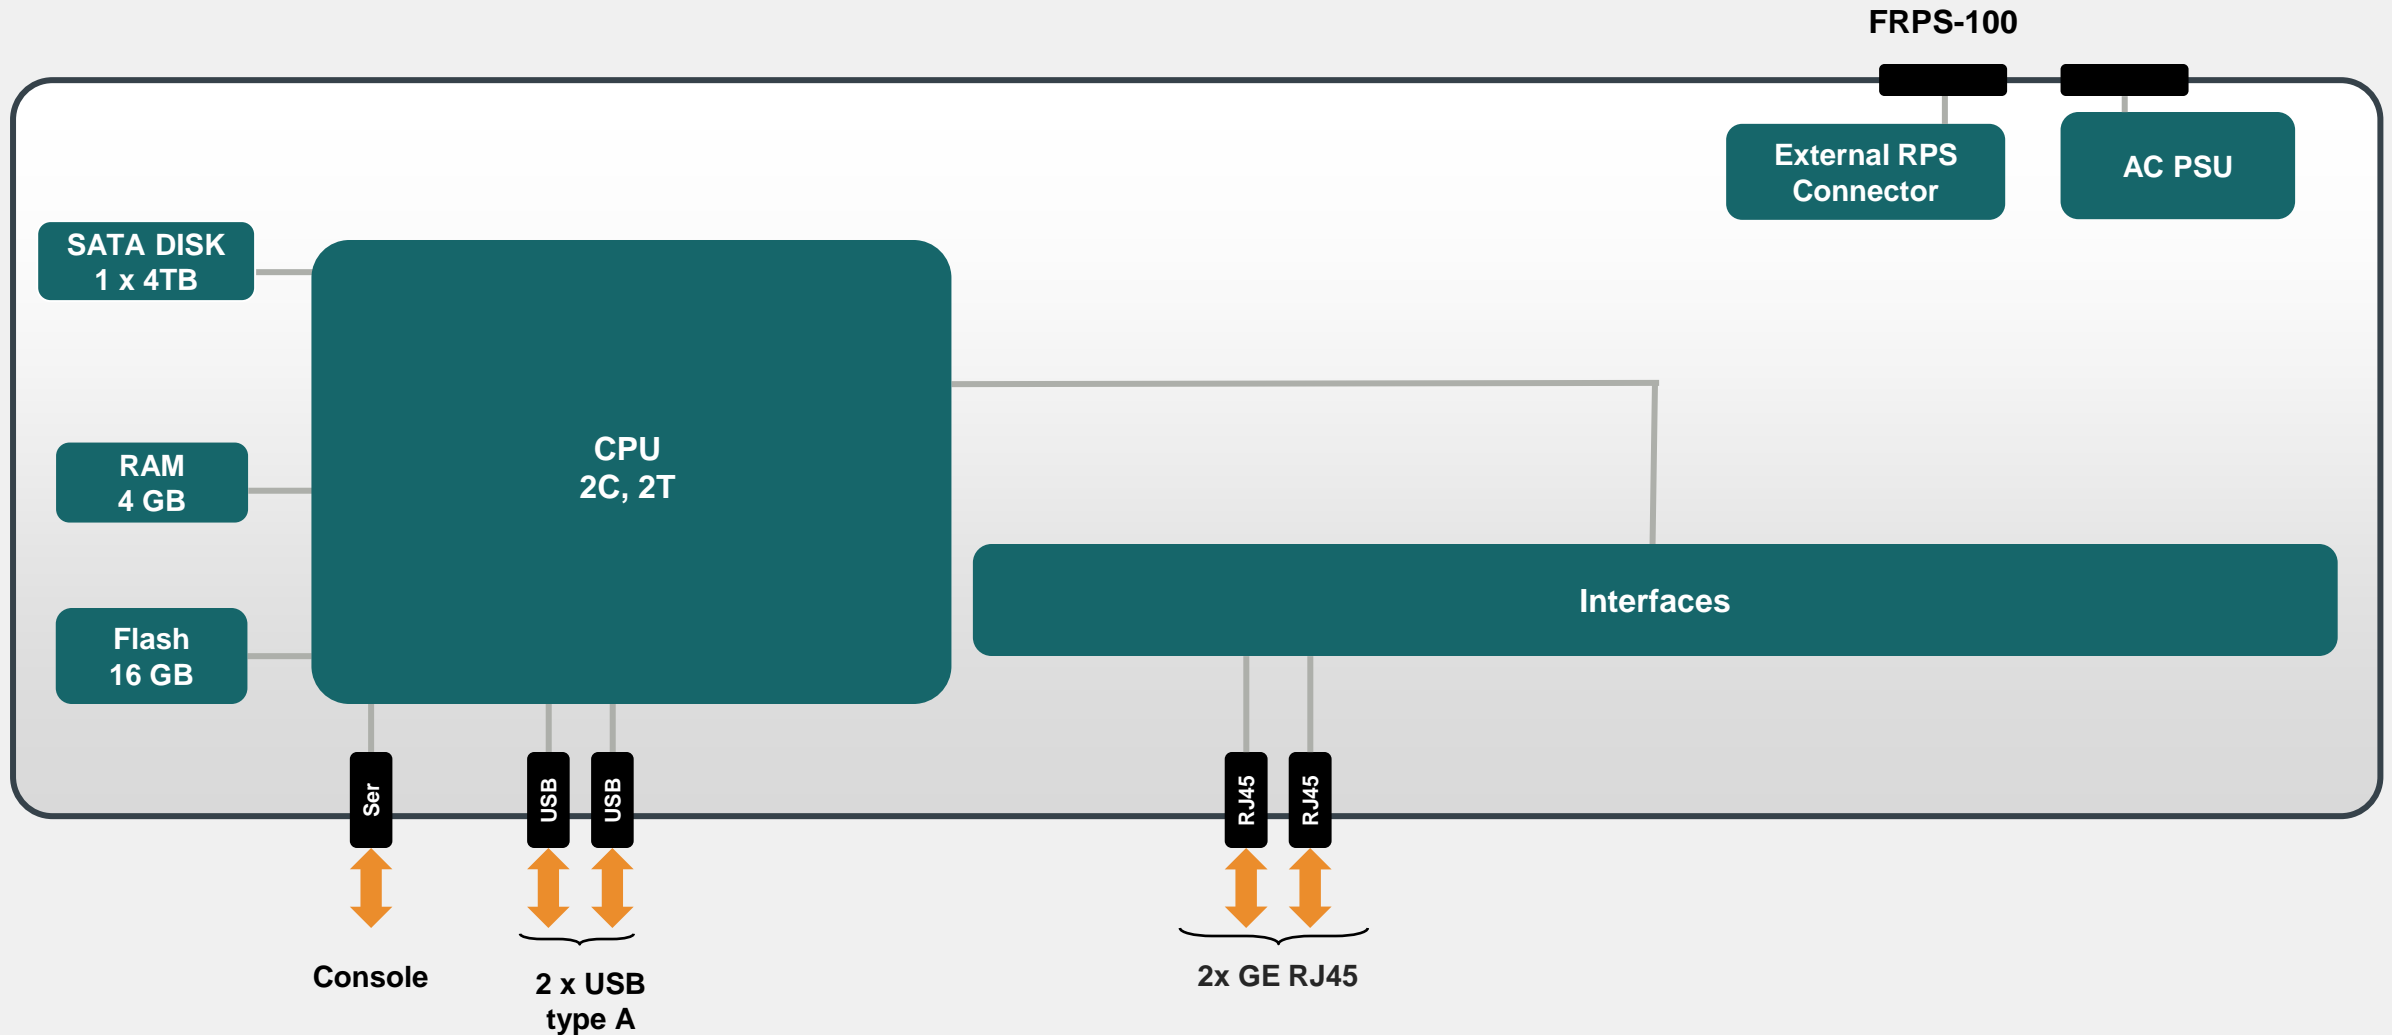 FRPS-100
External RPS
Connector
AC PSU
SATA DISK
1 x 4TB
CPU
2C, 2T
RAM
4 GB
Interfaces
Flash
16 GB
Ser
USB
USB
RJ45
RJ45
Console
2 x USB
type A
2x GE RJ45